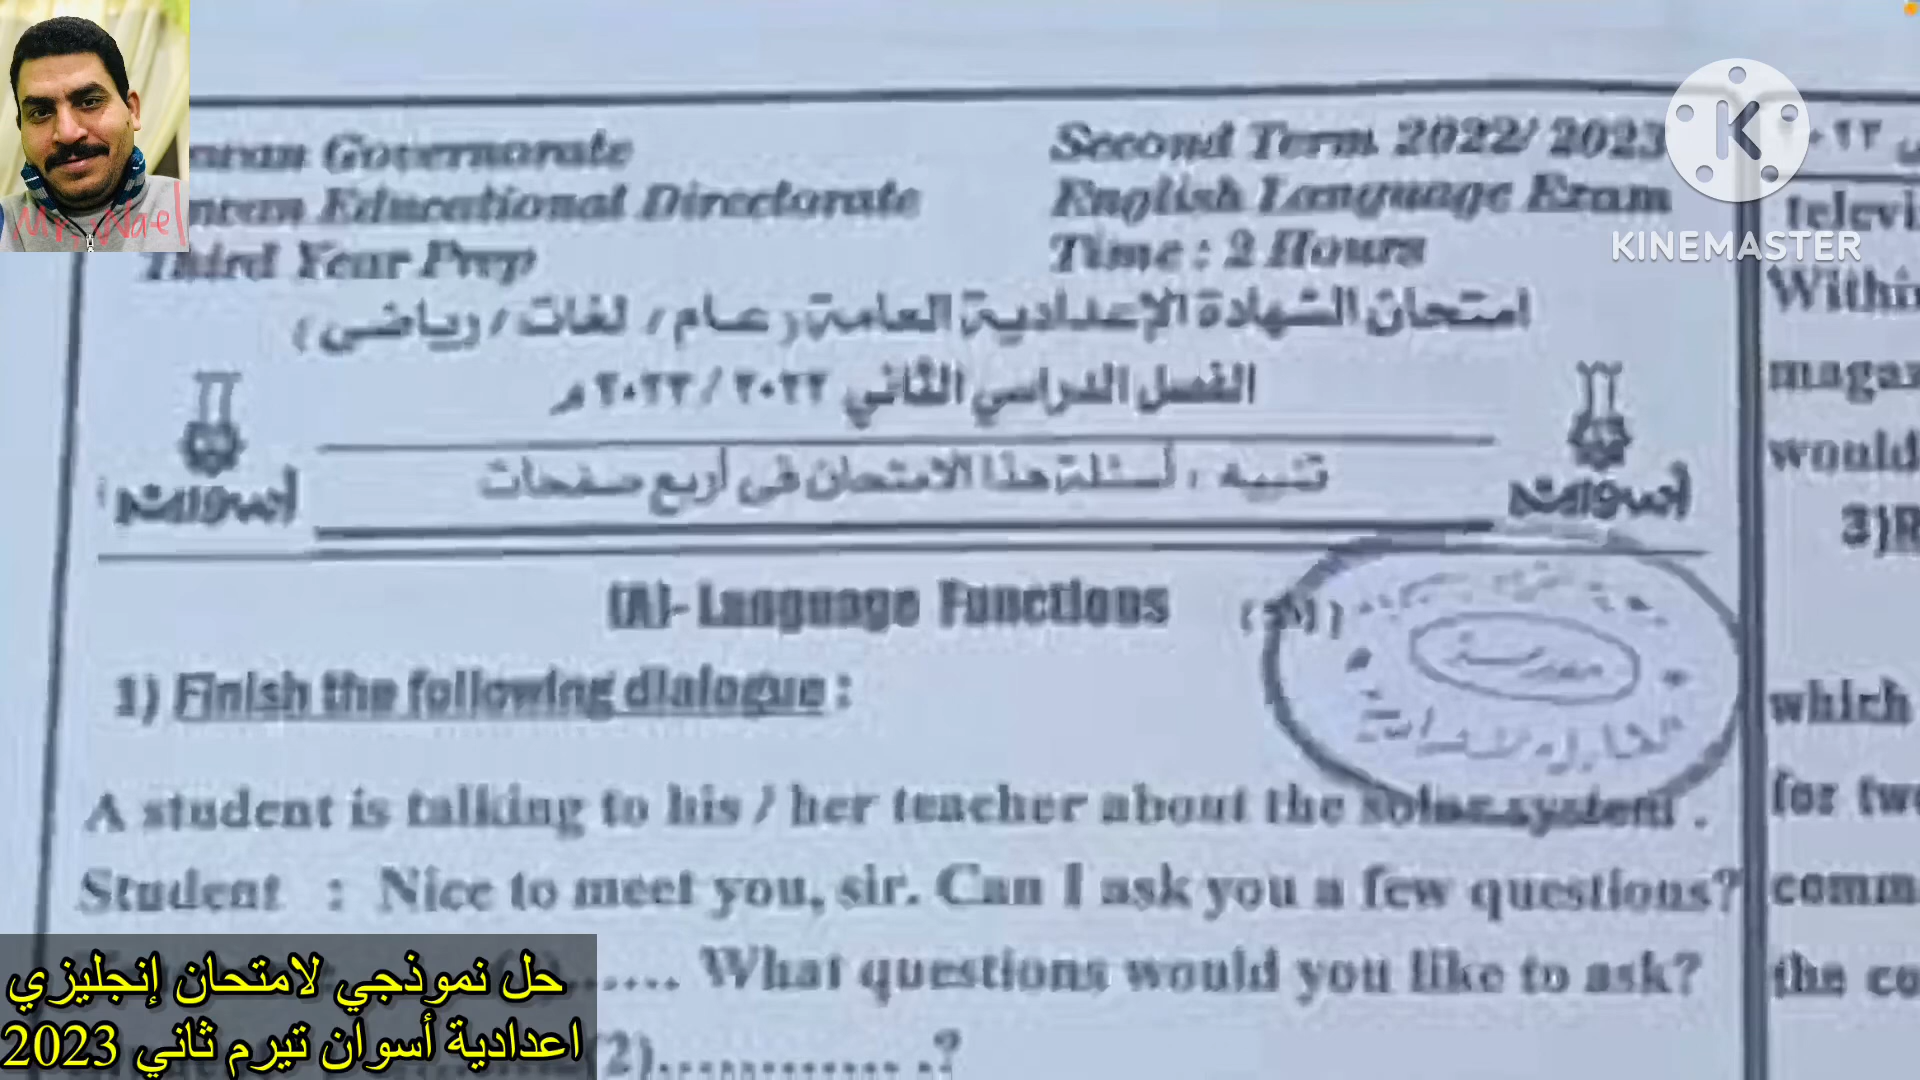 Mr. Wael
Governorate
Educational Directorate
Third Year Prep
Second Term 2022/2023
English Language Exam
Time : 2 Hours
امتحان الشهادة الإعدادية العامة (عام / لغات / رياضي)
الفصل الدراسي الثاني ٢٠٢٢ / ٢٠٢٣ م
أسوان
تنبيه : أسئلة هذا الامتحان في أربع صفحات
أسوان
(A)- Language Functions
1) Finish the following dialogue :
A student is talking to his / her teacher about the solar system .
Student : Nice to meet you, sir. Can I ask you a few questions?
...... What questions would you like to ask?
(2)..............?
televi
Within
magaz
would
3)R
which
for two
comm
the co
K
KINEMASTER
حل نموذجي لامتحان إنجليزي
اعدادية أسوان تيرم ثاني 2023